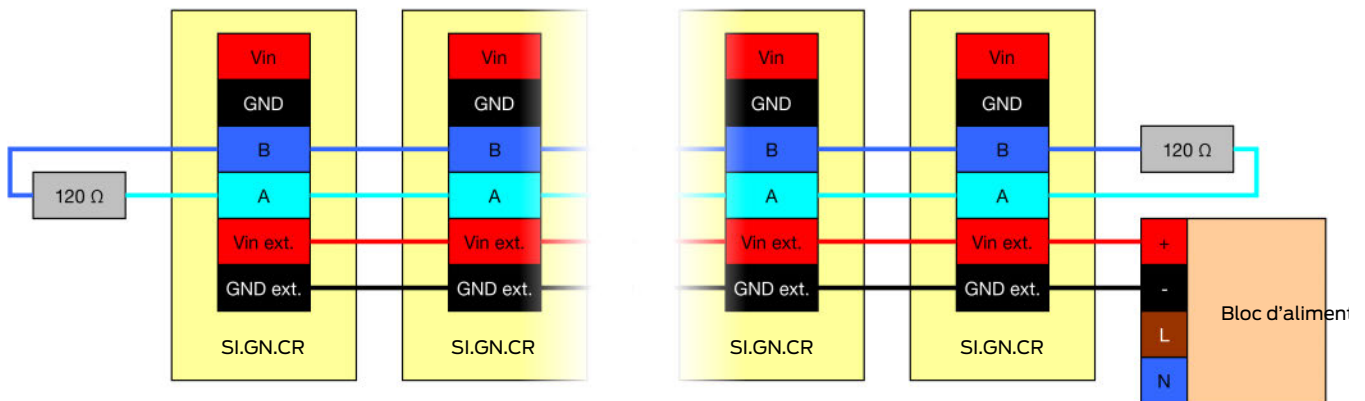 Vin Vin Vin Vin
GND GND GND GND
B B B B 120 Ω
120 Ω A A A A
Vin ext. Vin ext. Vin ext. Vin ext. +
GND ext. GND ext. GND ext. GND ext. -
Bloc d’aliment
L
SI.GN.CR SI.GN.CR SI.GN.CR SI.GN.CR
N